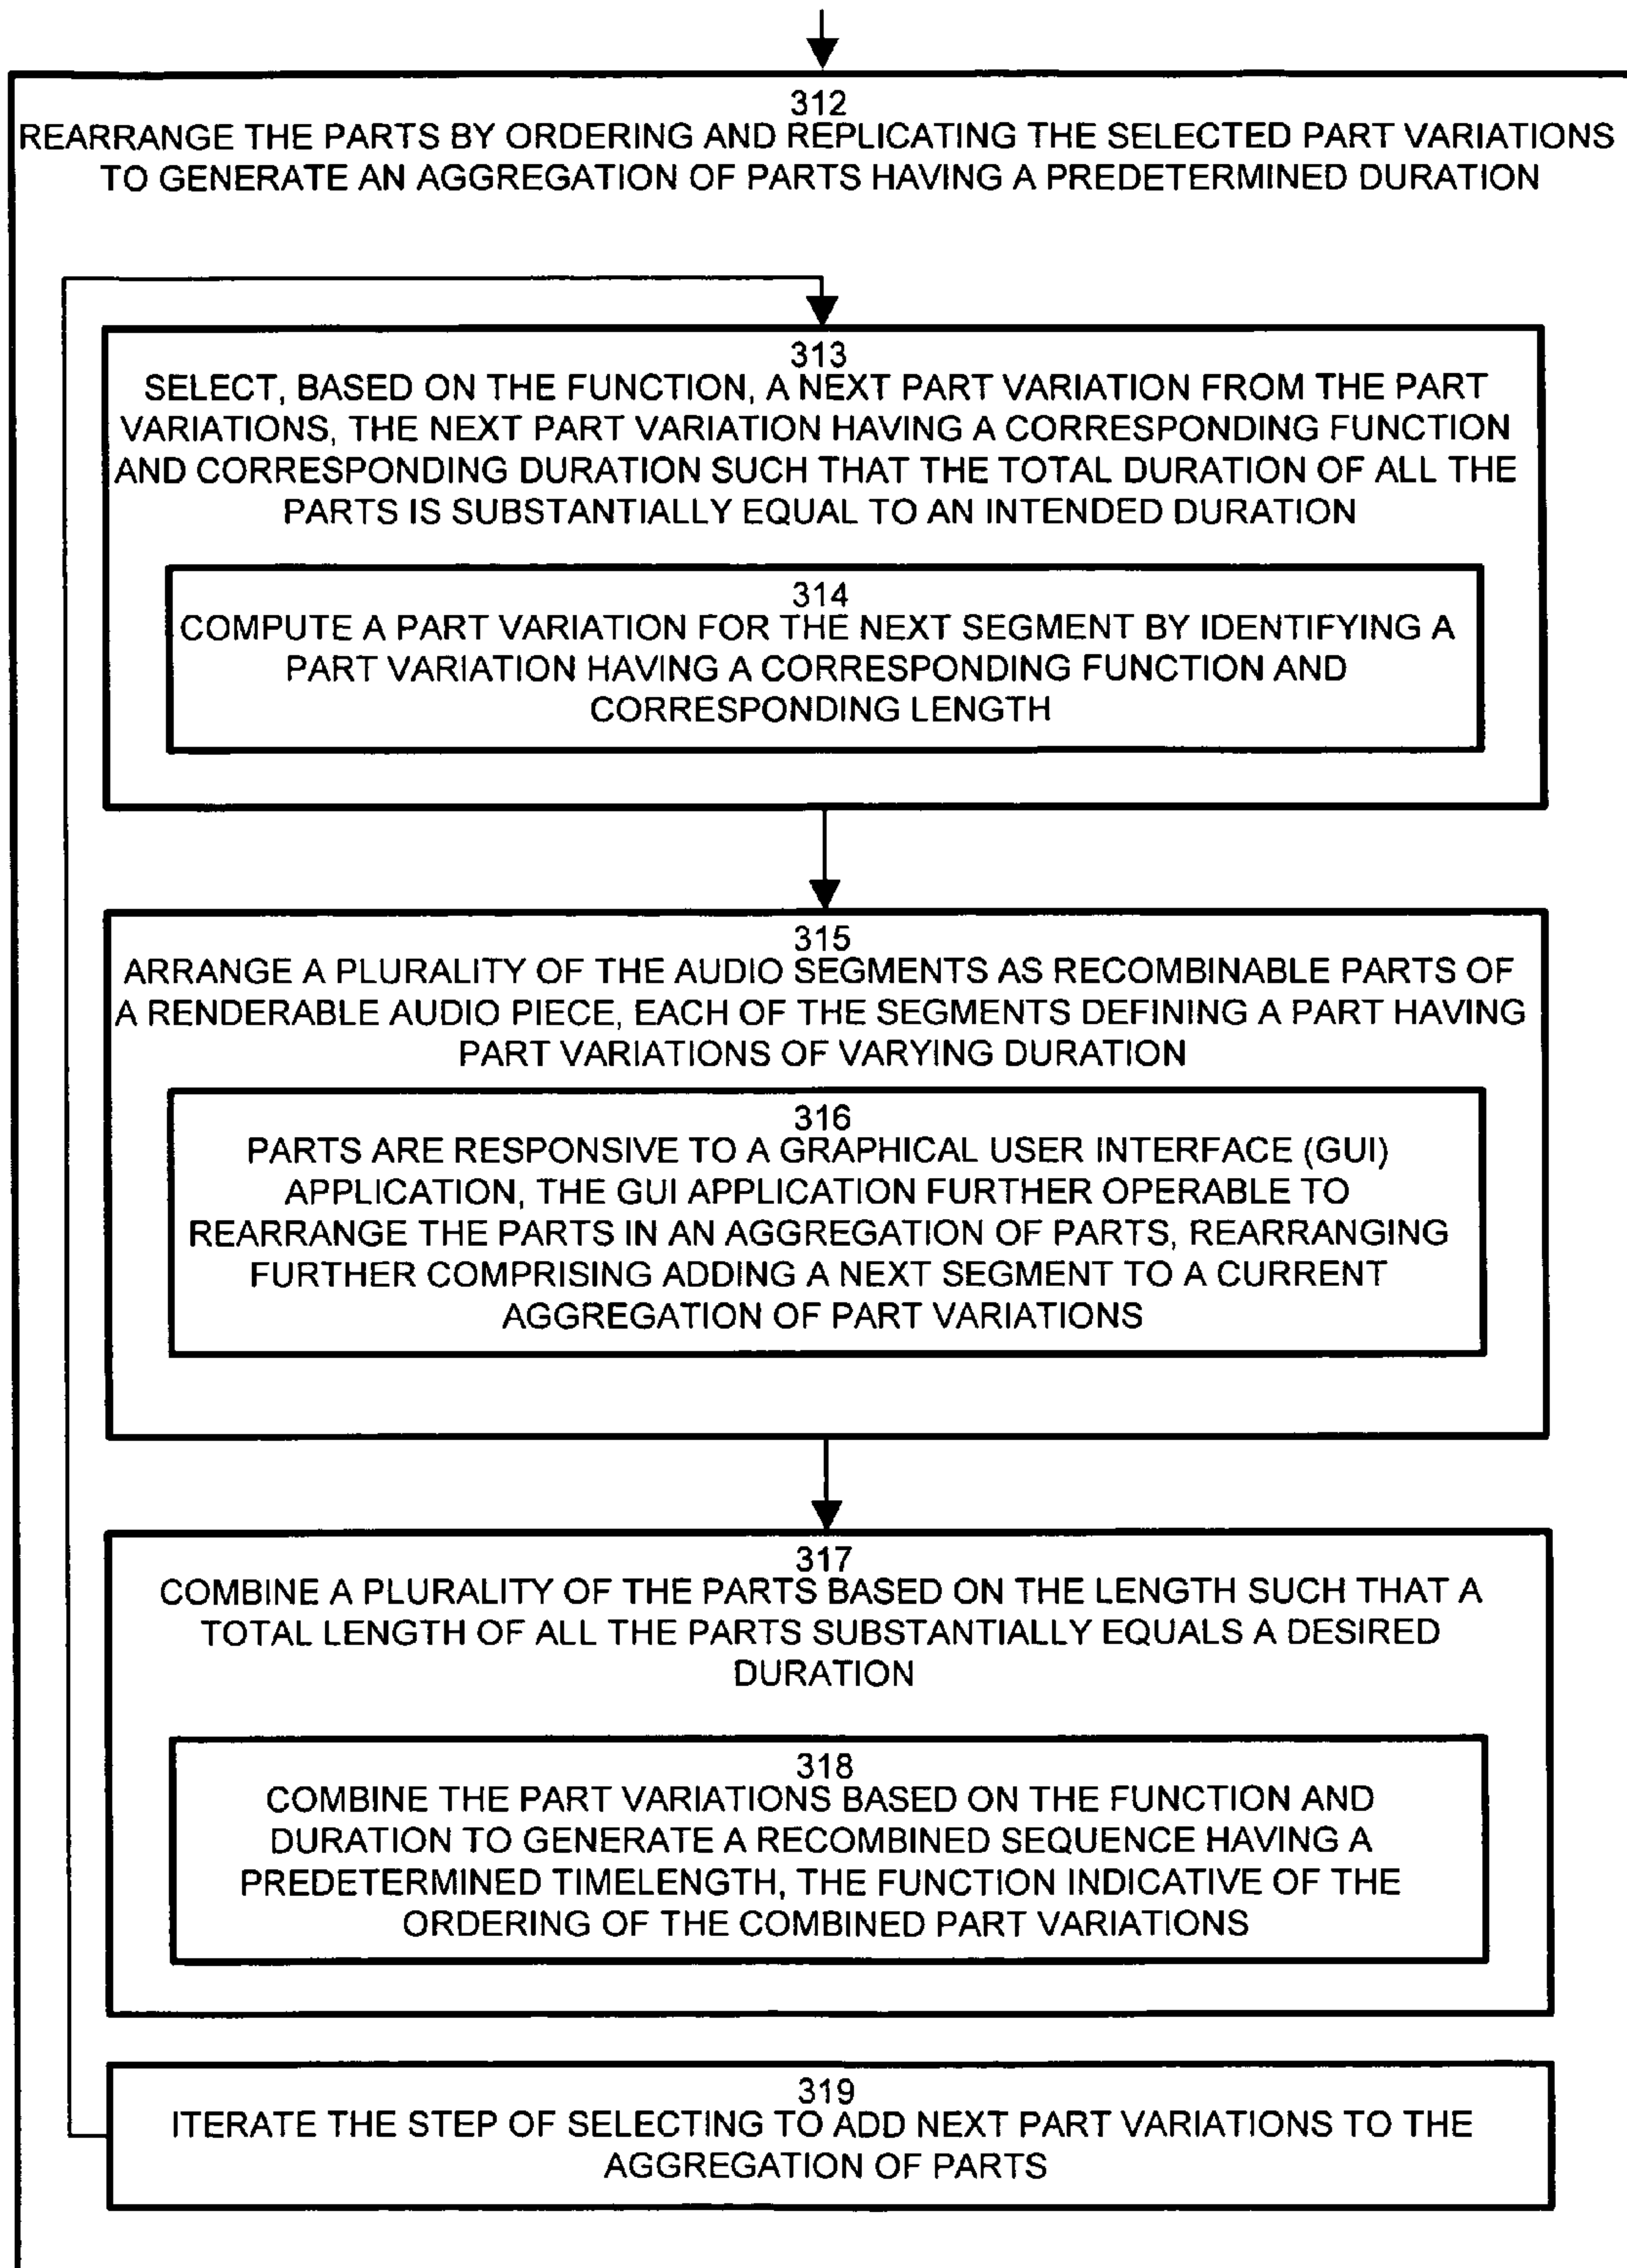 312
REARRANGE THE PARTS BY ORDERING AND REPLICATING THE SELECTED PART VARIATIONS
TO GENERATE AN AGGREGATION OF PARTS HAVING A PREDETERMINED DURATION
313
SELECT, BASED ON THE FUNCTION, A NEXT PART VARIATION FROM THE PART
VARIATIONS, THE NEXT PART VARIATION HAVING A CORRESPONDING FUNCTION
AND CORRESPONDING DURATION SUCH THAT THE TOTAL DURATION OF ALL THE
PARTS IS SUBSTANTIALLY EQUAL TO AN INTENDED DURATION
314
COMPUTE A PART VARIATION FOR THE NEXT SEGMENT BY IDENTIFYING A
PART VARIATION HAVING A CORRESPONDING FUNCTION AND
CORRESPONDING LENGTH
315
ARRANGE A PLURALITY OF THE AUDIO SEGMENTS AS RECOMBINABLE PARTS OF
A RENDERABLE AUDIO PIECE, EACH OF THE SEGMENTS DEFINING A PART HAVING
PART VARIATIONS OF VARYING DURATION
316
PARTS ARE RESPONSIVE TO A GRAPHICAL USER INTERFACE (GUI)
APPLICATION, THE GUI APPLICATION FURTHER OPERABLE TO
REARRANGE THE PARTS IN AN AGGREGATION OF PARTS, REARRANGING
FURTHER COMPRISING ADDING A NEXT SEGMENT TO A CURRENT
AGGREGATION OF PART VARIATIONS
317
COMBINE A PLURALITY OF THE PARTS BASED ON THE LENGTH SUCH THAT A
TOTAL LENGTH OF ALL THE PARTS SUBSTANTIALLY EQUALS A DESIRED
DURATION
318
COMBINE THE PART VARIATIONS BASED ON THE FUNCTION AND
DURATION TO GENERATE A RECOMBINED SEQUENCE HAVING A
PREDETERMINED TIMELENGTH, THE FUNCTION INDICATIVE OF THE
ORDERING OF THE COMBINED PART VARIATIONS
319
ITERATE THE STEP OF SELECTING TO ADD NEXT PART VARIATIONS TO THE
AGGREGATION OF PARTS